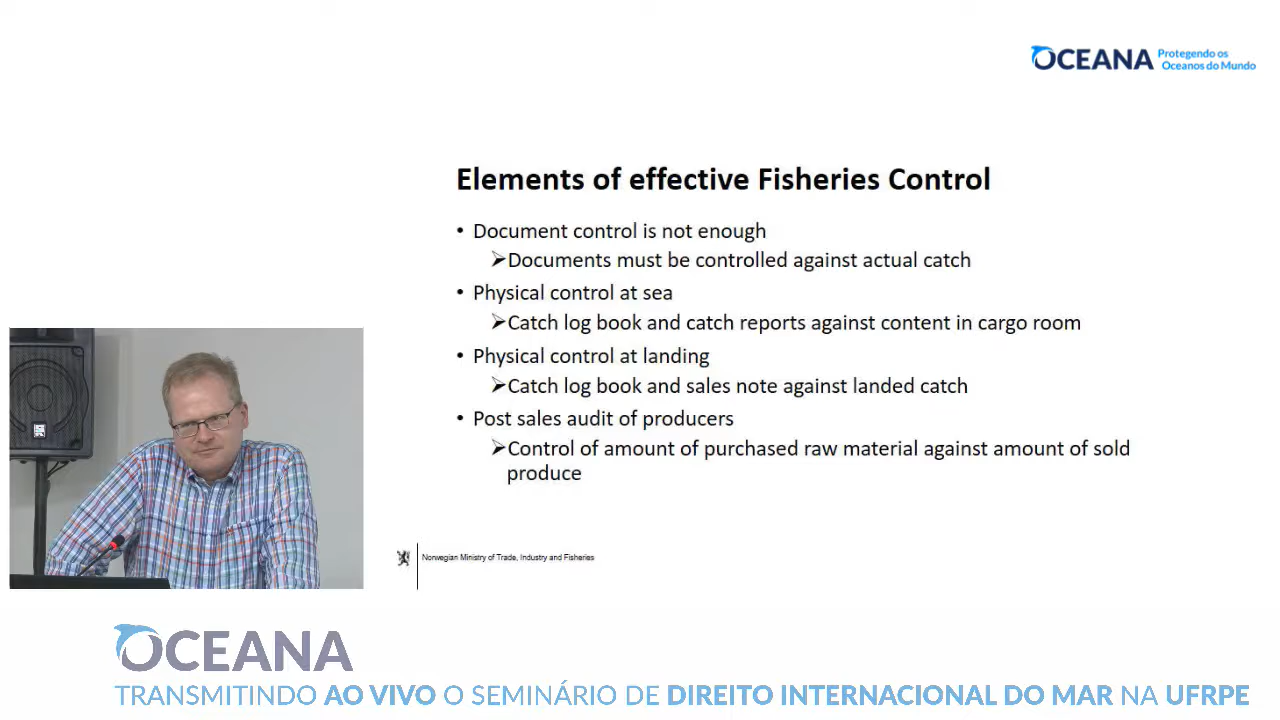 OCEANA Protegendo os
Oceanos do Mundo
Elements of effective Fisheries Control
• Document control is not enough
➢Documents must be controlled against actual catch
• Physical control at sea
➢Catch log book and catch reports against content in cargo room
• Physical control at landing
➢Catch log book and sales note against landed catch
• Post sales audit of producers
➢Control of amount of purchased raw material against amount of sold
produce
Norwegian Ministry of Trade, Industry and Fisheries
OCEANA
TRANSMITINDO AO VIVO O SEMINÁRIO DE DIREITO INTERNACIONAL DO MAR NA UFRPE